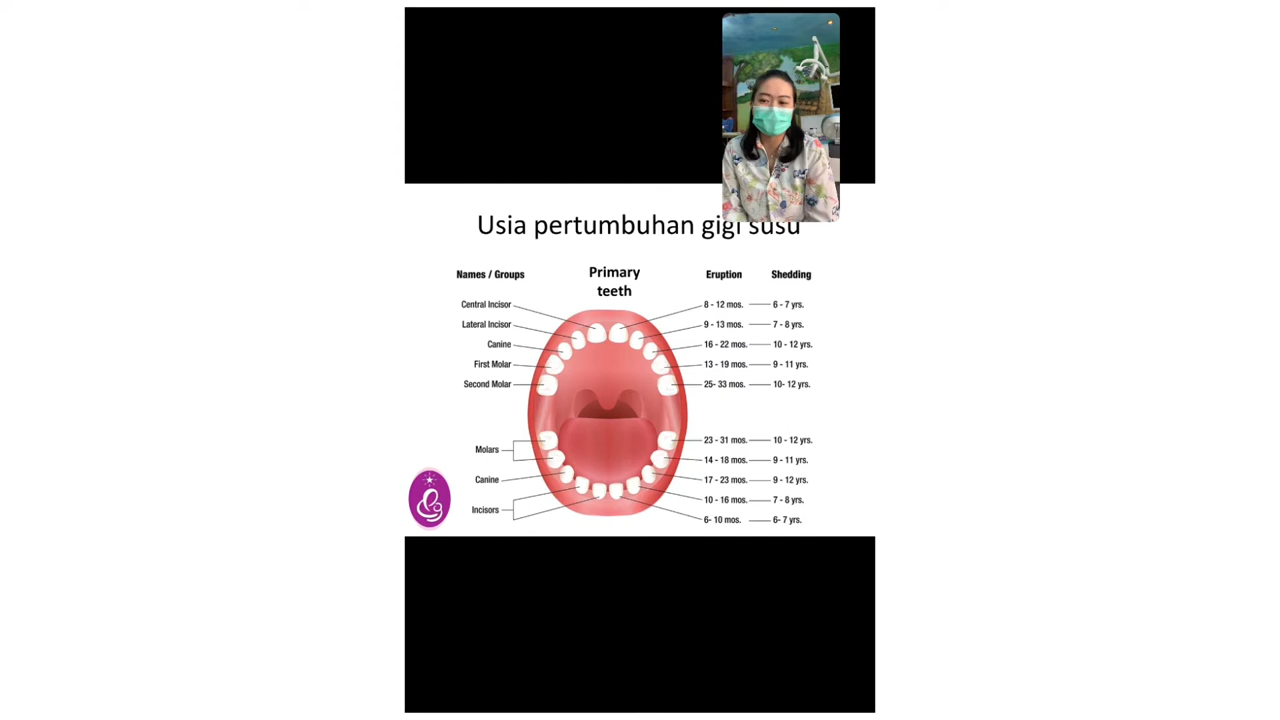 Usia pertumbuhan gigi susu
Names / Groups
Primary
teeth
Eruption
Shedding
Central Incisor
8 - 12 mos.
6 - 7 yrs.
Lateral Incisor
9 - 13 mos.
7 - 8 yrs.
Canine
16 - 22 mos.
10 - 12 yrs.
First Molar
13 - 19 mos.
9 - 11 yrs.
Second Molar
25- 33 mos.
10- 12 yrs.
Molars
23 - 31 mos.
10 - 12 yrs.
14 - 18 mos.
9 - 11 yrs.
Canine
17 - 23 mos.
9 - 12 yrs.
Incisors
10 - 16 mos.
7 - 8 yrs.
6- 10 mos.
6- 7 yrs.